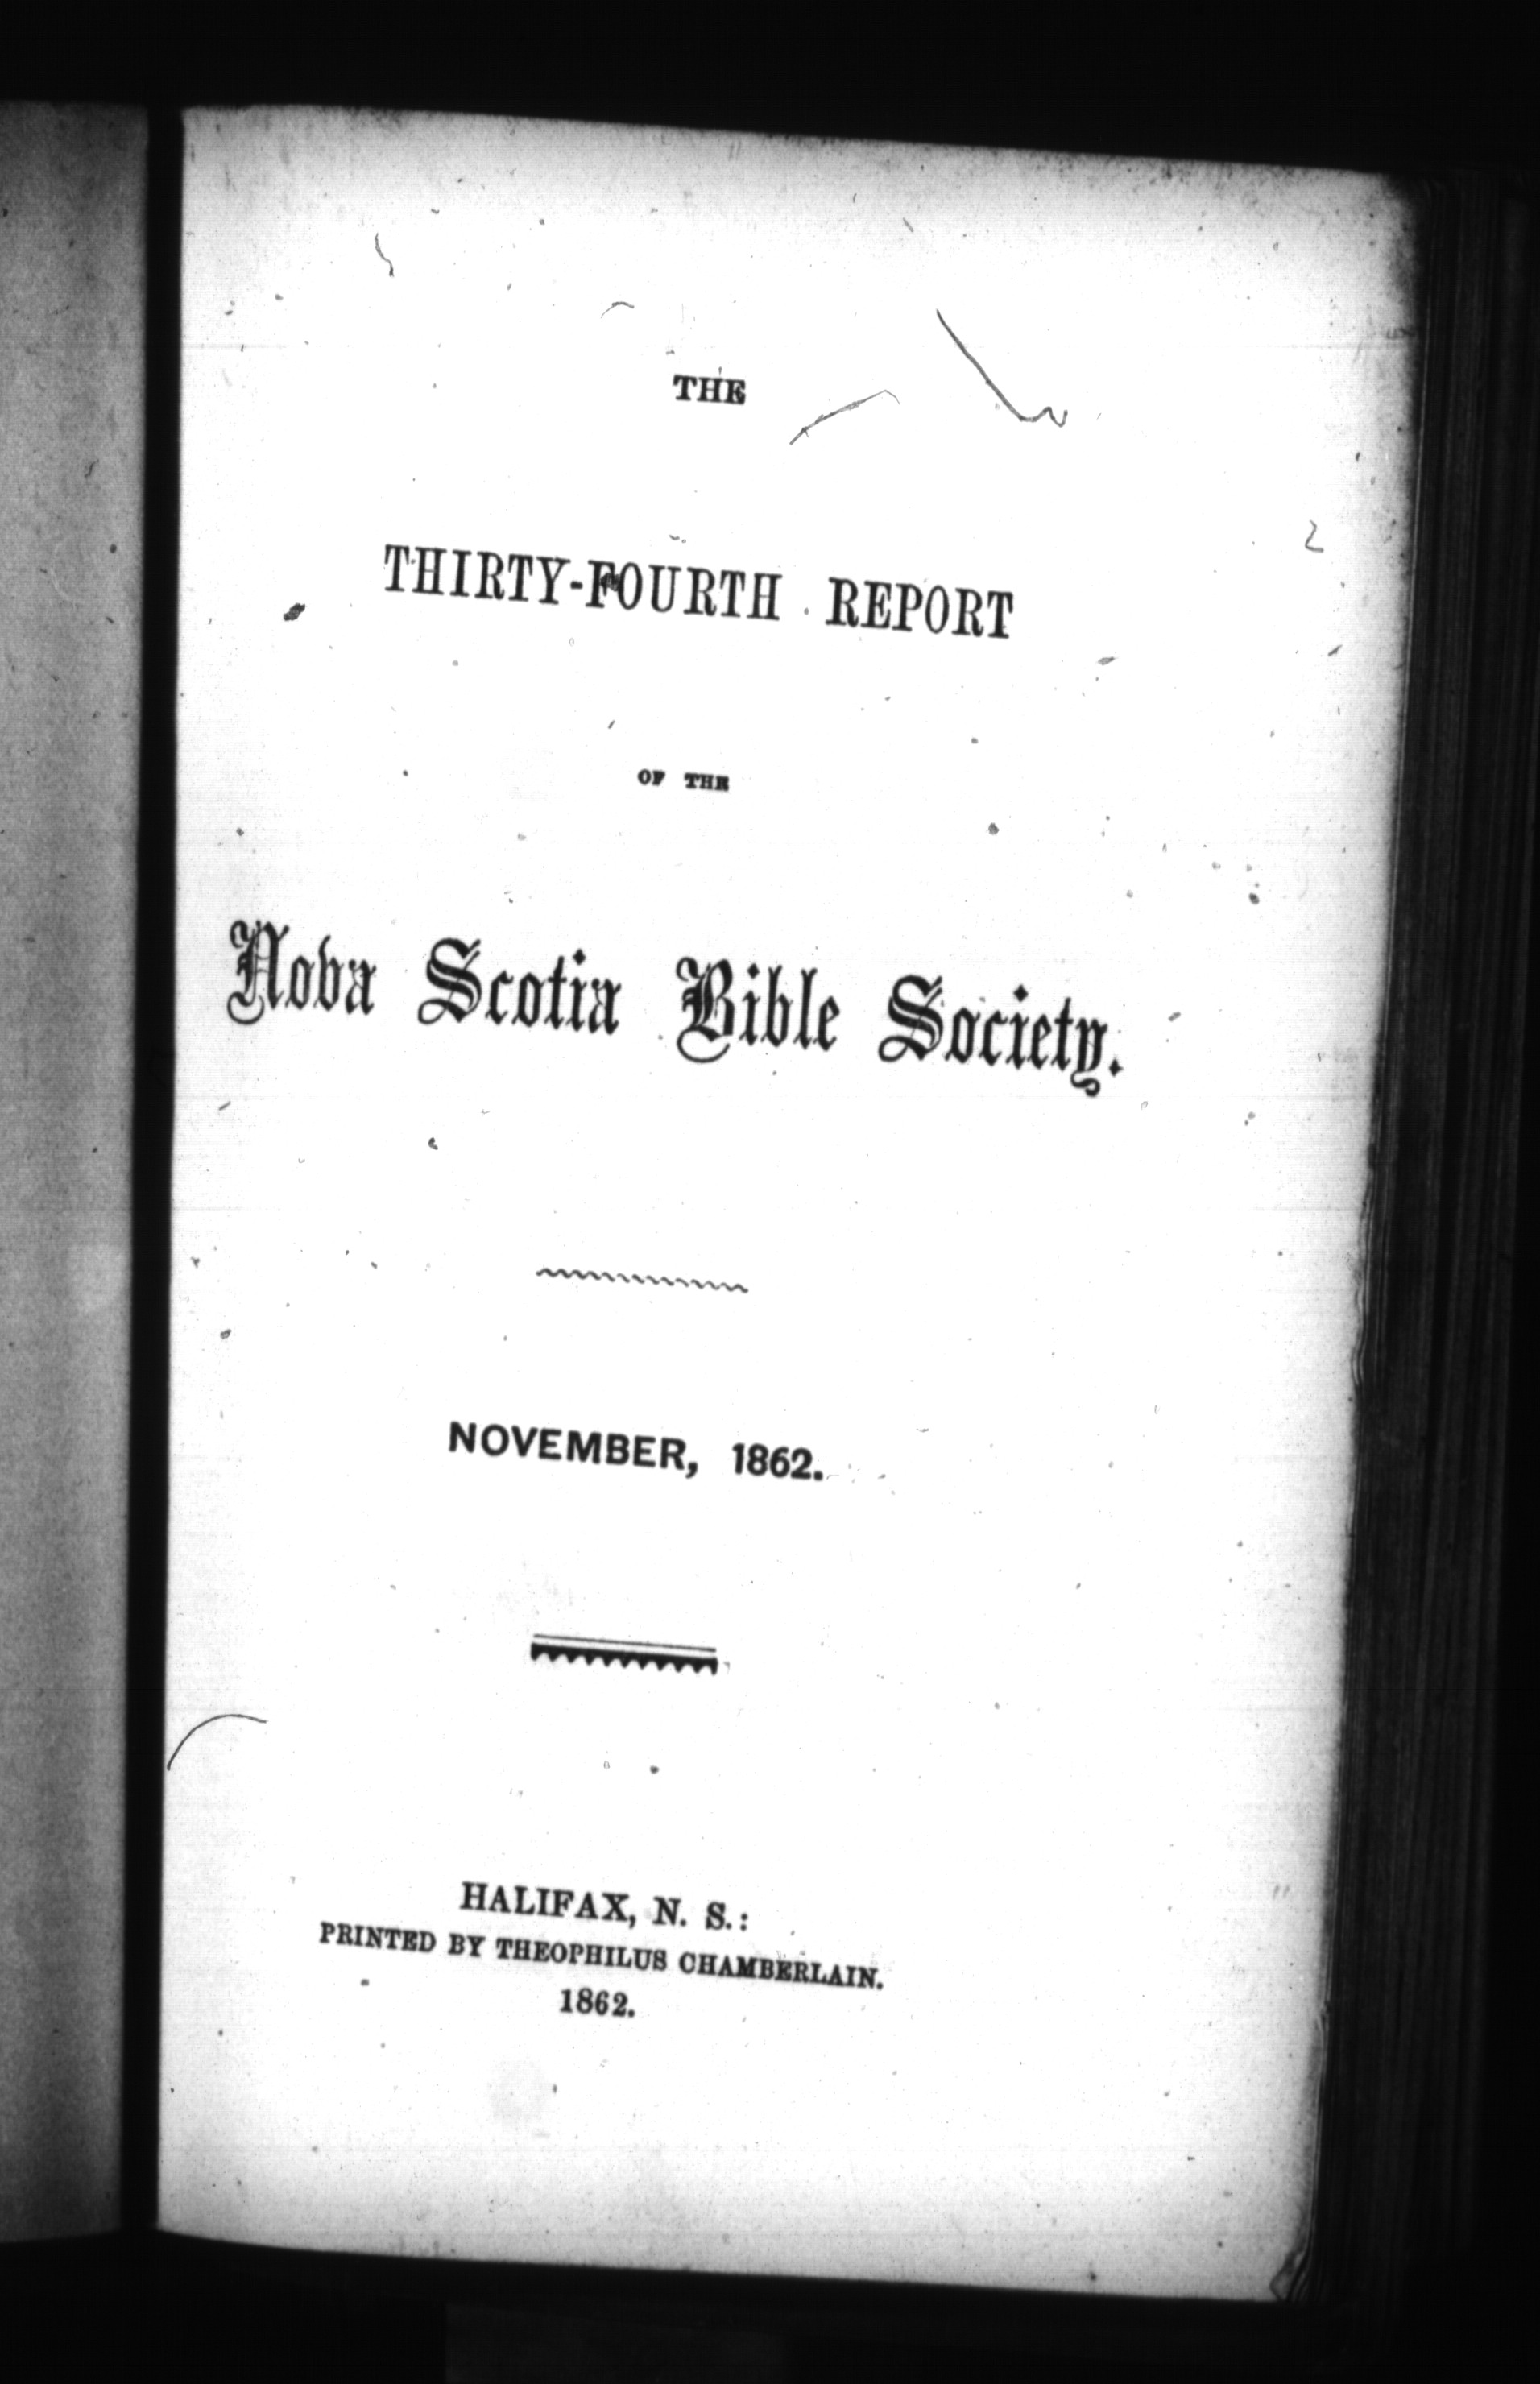 THE
THIRTY-FOURTH REPORT
OF THE
Nova Scotia Bible Society.
NOVEMBER, 1862.
HALIFAX, N. S.:
PRINTED BY THEOPHILUS CHAMBERLAIN.
1862.